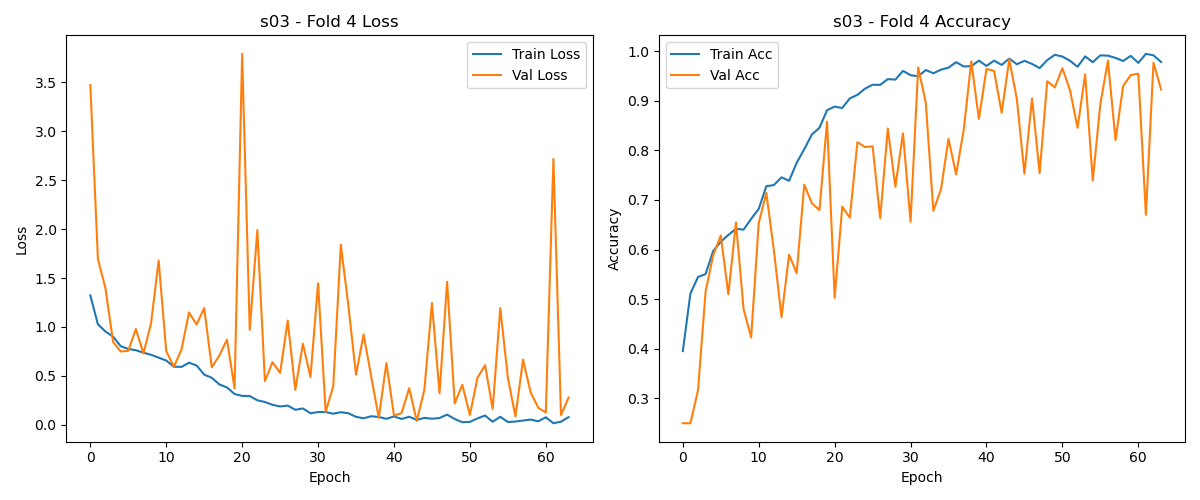 s03 - Fold 4 Loss
Train Loss
Val Loss
3.5
3.0
2.5
2.0
1.5
1.0
0.5
0.0
0 10 20 30 40 50 60
Epoch
Loss
s03 - Fold 4 Accuracy
Train Acc
Val Acc
1.0
0.9
0.8
0.7
0.6
0.5
0.4
0.3
0 10 20 30 40 50 60
Epoch
Accuracy